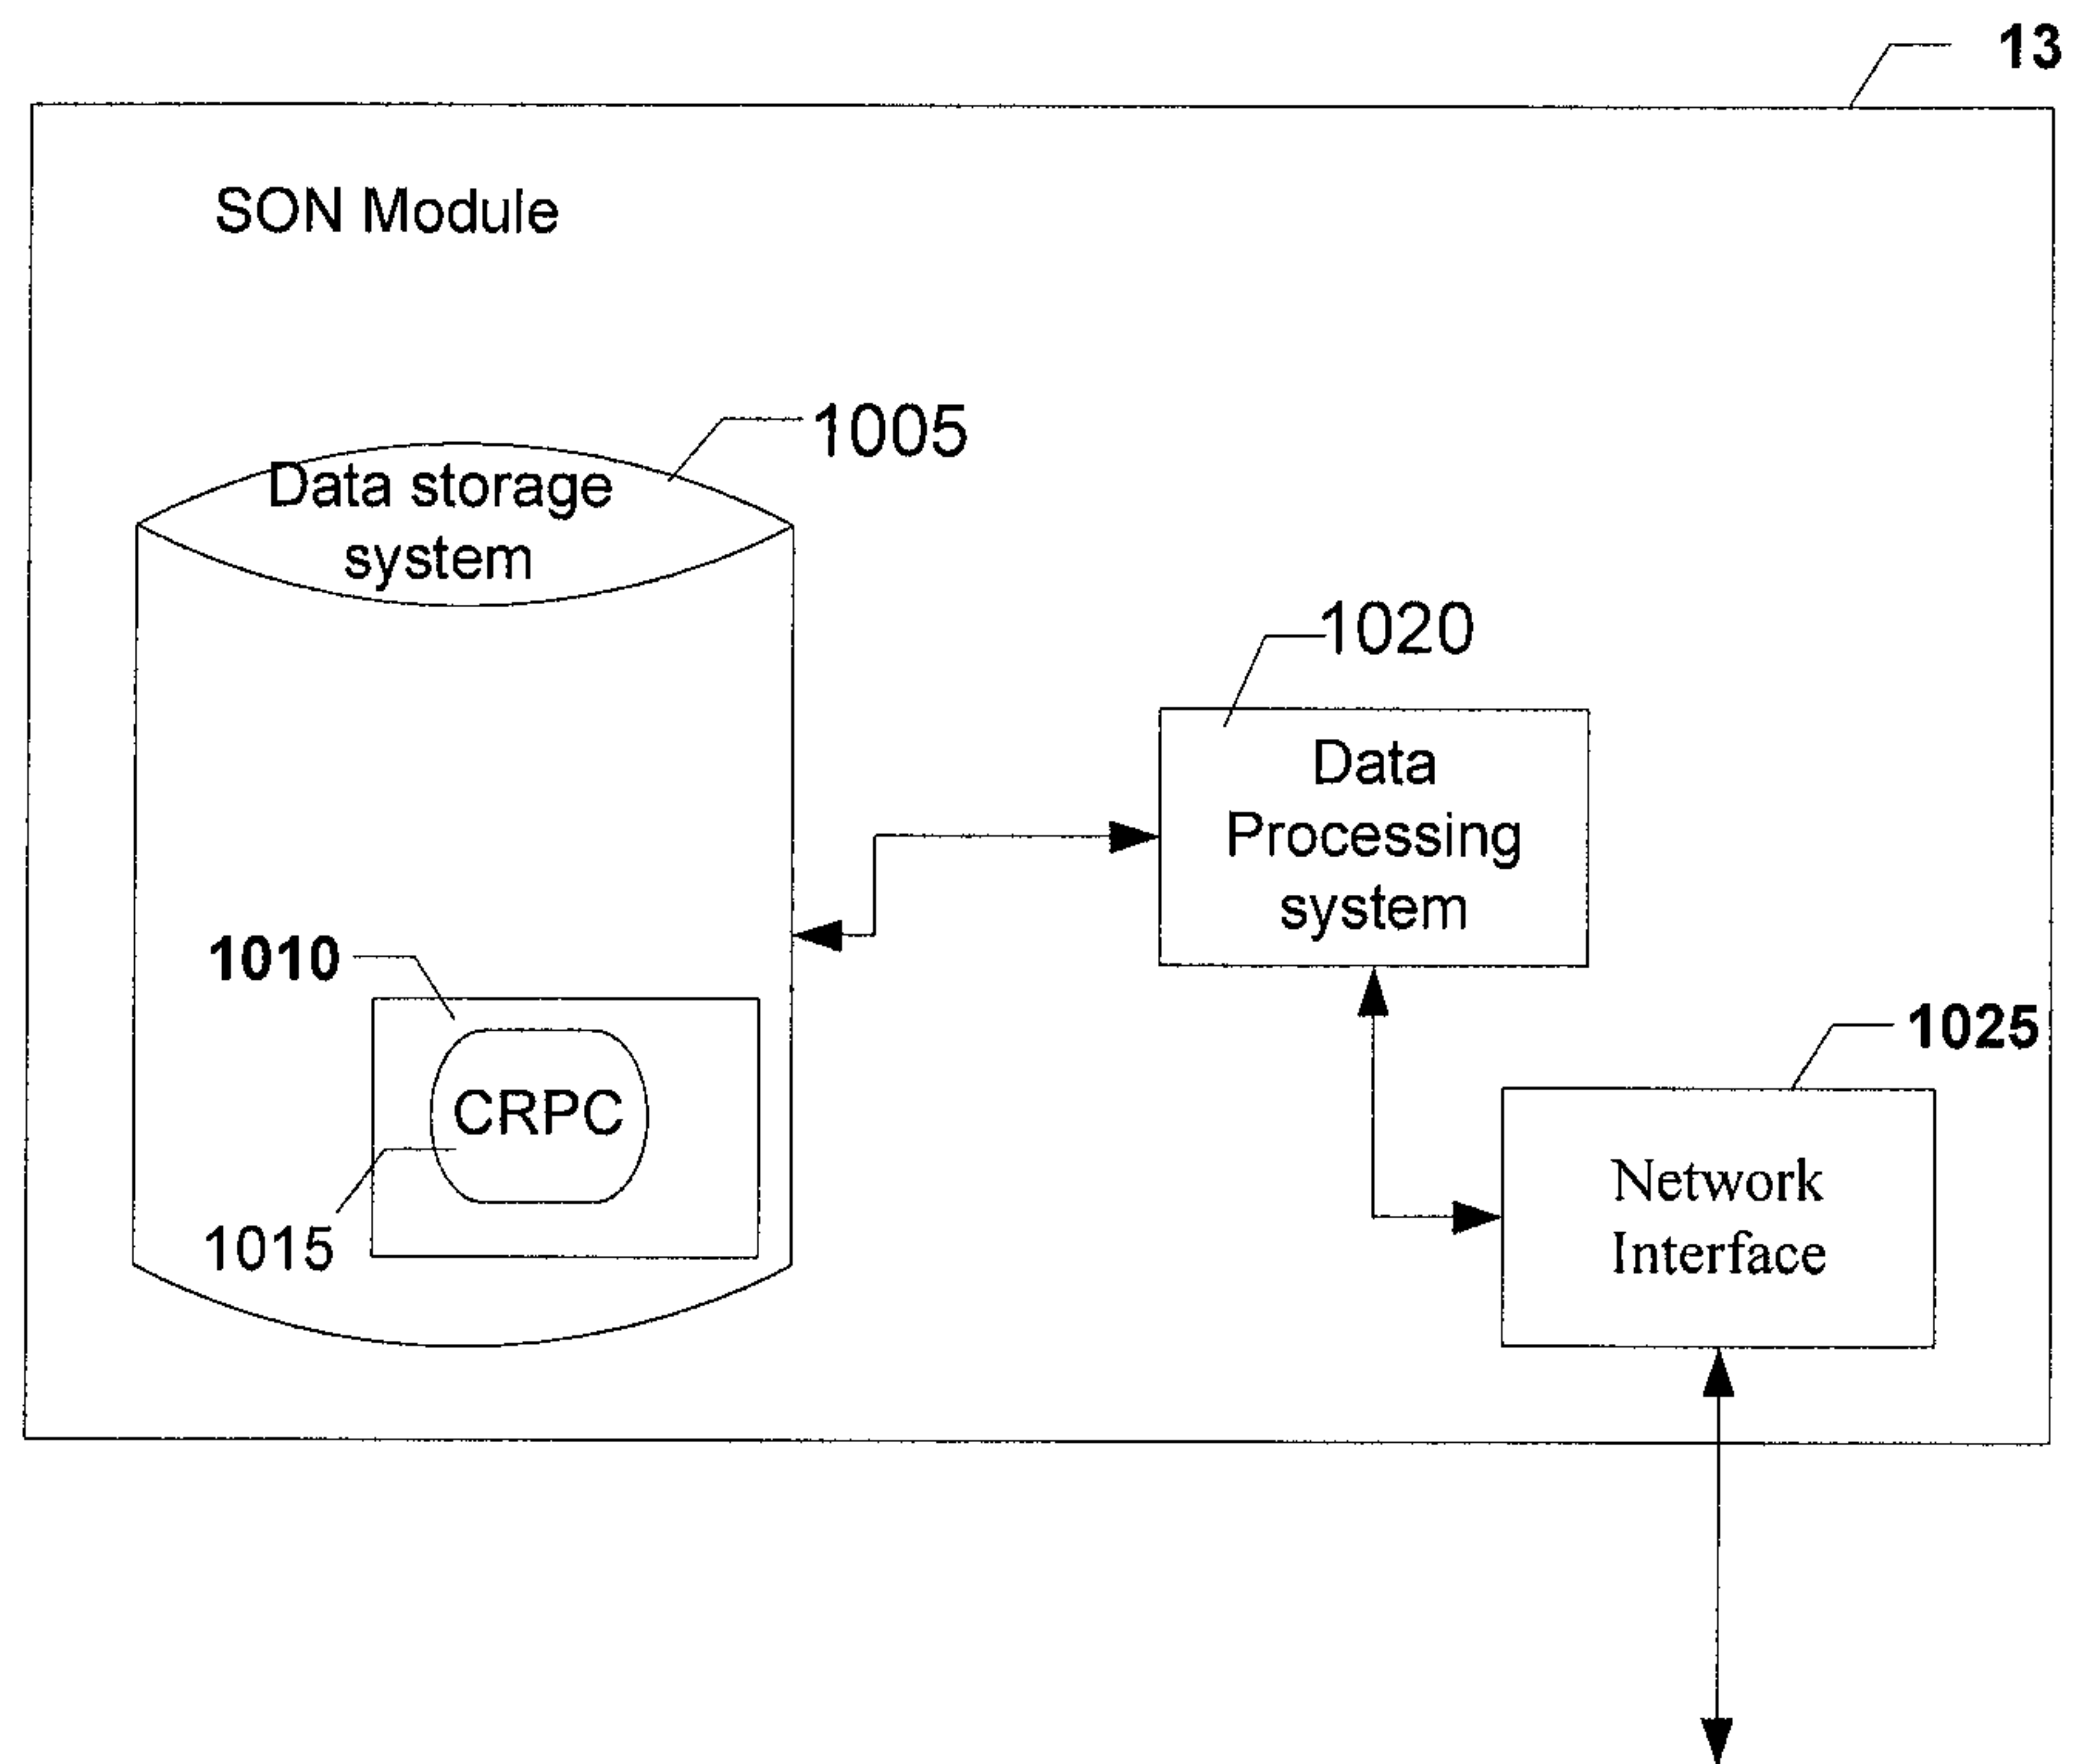 13
SON Module
1005
Data storage
system
1020
Data
Processing
system
1010
1025
CRPC
Network
Interface
1015